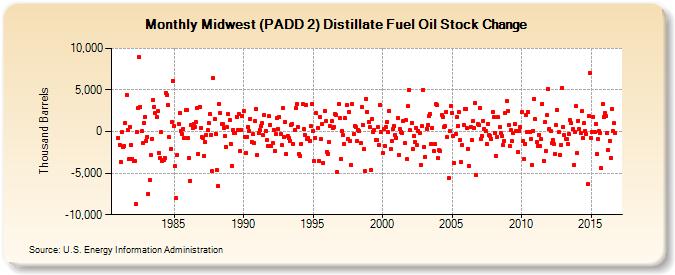 Monthly Midwest (PADD 2) Distillate Fuel Oil Stock Change
Thousand Barrels
10,000
5,000
0
-5,000
-10,000
1985 1990 1995 2000 2005 2010 2015
Source: U.S. Energy Information Administration